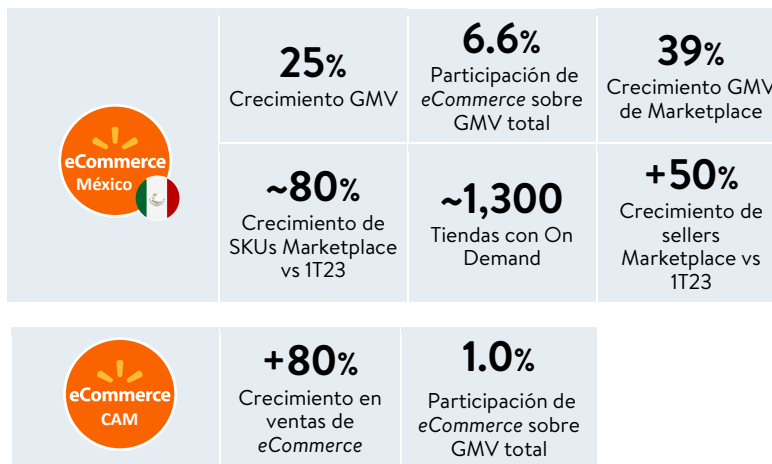 25%
Crecimiento GMV
6.6%
Participación de
eCommerce sobre
GMV total
39%
Crecimiento GMV
de Marketplace
eCommerce
México
~80%
Crecimiento de
SKUs Marketplace
vs 1T23
~1,300
Tiendas con On
Demand
+50%
Crecimiento de
sellers
Marketplace vs
1T23
eCommerce
CAM
+80%
Crecimiento en
ventas de
eCommerce
1.0%
Participación de
eCommerce sobre
GMV total